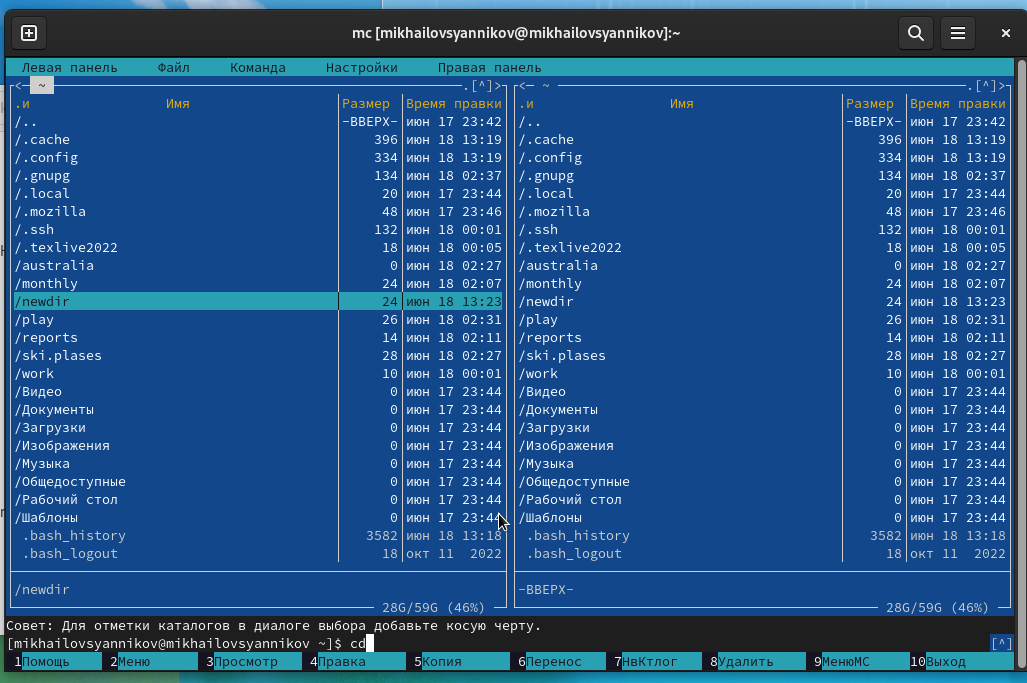 mc [mikhailovsyannikov@mikhailovsyannikov]:~
Левая панель Файл Команда Настройки Правая панель
<─ ~ .[^]> <─ ~ .[^]>
.и Имя Размер Время правки .и Имя Размер Время правки
/.. -ВВЕРХ- июн 17 23:42 /.. -ВВЕРХ- июн 17 23:42
/.cache 396 июн 18 13:19 /.cache 396 июн 18 13:19
/.config 334 июн 18 13:19 /.config 334 июн 18 13:19
/.gnupg 134 июн 18 02:37 /.gnupg 134 июн 18 02:37
/.local 20 июн 17 23:44 /.local 20 июн 17 23:44
/.mozilla 48 июн 17 23:46 /.mozilla 48 июн 17 23:46
/.ssh 132 июн 18 00:01 /.ssh 132 июн 18 00:01
/.texlive2022 18 июн 18 00:05 /.texlive2022 18 июн 18 00:05
/australia 0 июн 18 02:27 /australia 0 июн 18 02:27
/monthly 24 июн 18 02:07 /monthly 24 июн 18 02:07
/newdir 24 июн 18 13:23 /newdir 24 июн 18 13:23
/play 26 июн 18 02:31 /play 26 июн 18 02:31
/reports 14 июн 18 02:11 /reports 14 июн 18 02:11
/ski.plases 28 июн 18 02:27 /ski.plases 28 июн 18 02:27
/work 10 июн 18 00:01 /work 10 июн 18 00:01
/Видео 0 июн 17 23:44 /Видео 0 июн 17 23:44
/Документы 0 июн 17 23:44 /Документы 0 июн 17 23:44
/Загрузки 0 июн 17 23:44 /Загрузки 0 июн 17 23:44
/Изображения 0 июн 17 23:44 /Изображения 0 июн 17 23:44
/Музыка 0 июн 17 23:44 /Музыка 0 июн 17 23:44
/Общедоступные 0 июн 17 23:44 /Общедоступные 0 июн 17 23:44
/Рабочий стол 0 июн 17 23:44 /Рабочий стол 0 июн 17 23:44
/Шаблоны 0 июн 17 23:44 /Шаблоны 0 июн 17 23:44
.bash_history 3582 июн 18 13:18 .bash_history 3582 июн 18 13:18
.bash_logout 18 окт 11 2022 .bash_logout 18 окт 11 2022
/newdir -ВВЕРХ-
28G/59G (46%) 28G/59G (46%)
Совет: Для отметки каталогов в диалоге выбора добавьте косую черту.
[mikhailovsyannikov@mikhailovsyannikov ~]$ cd [^]
1Помощь 2Меню 3Просмотр 4Правка 5Копия 6Перенос 7НвКтлог 8Удалить 9МенюМС 10Выход